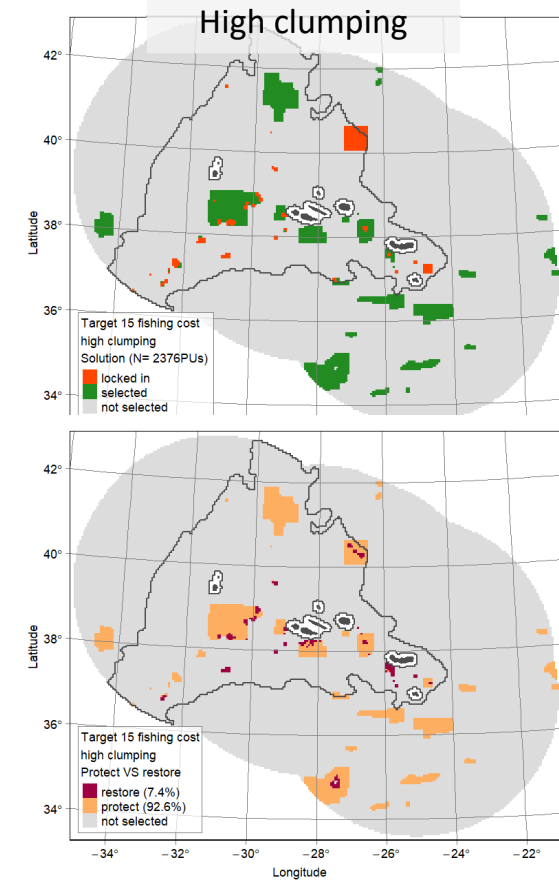 High clumping
42°
40°
Latitude
38°
36°
34°
Target 15 fishing cost
high clumping
Solution (N= 2376PUs)
locked in
selected
not selected
42°
40°
Latitude
38°
36°
34°
Target 15 fishing cost
high clumping
Protect VS restore
restore (7.4%)
protect (92.6%)
not selected
−34° −32° −30° −28° −26° −24° −22°
Longitude